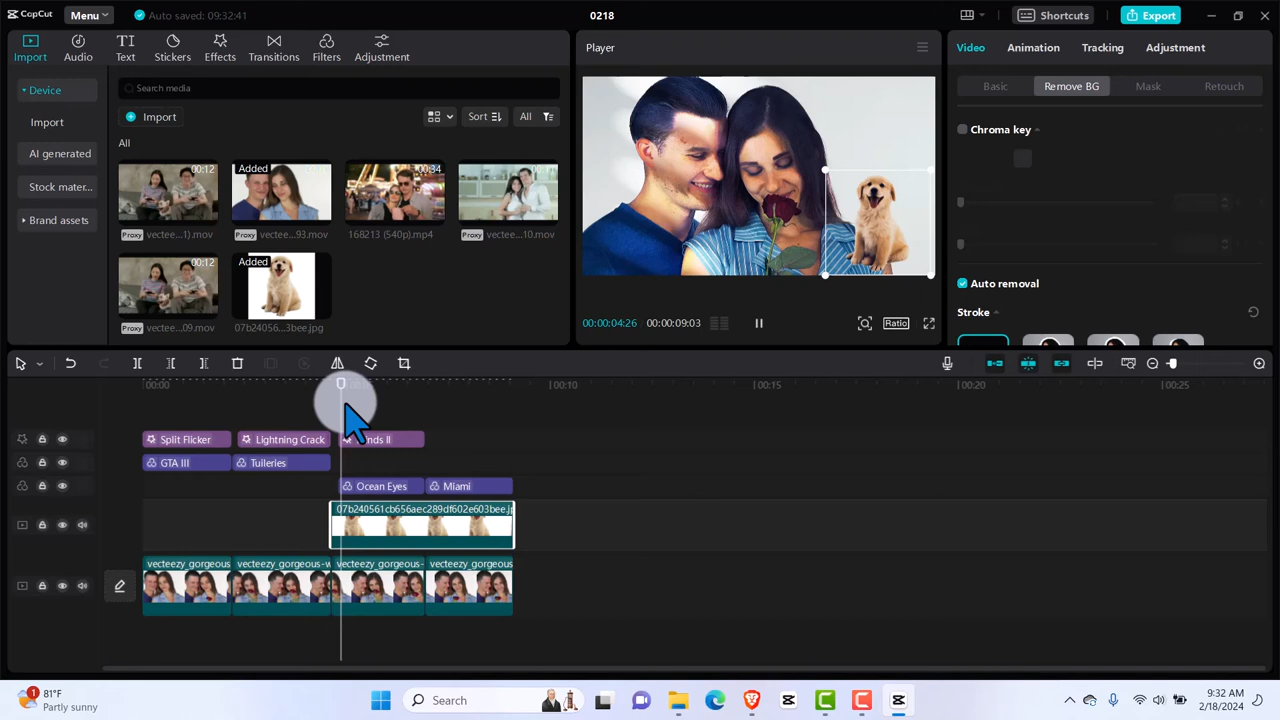 CapCut
Menu
Auto saved: 09:32:41
0218
Shortcuts
Export
Import
Audio
Text
Stickers
Effects
Transitions
Filters
Adjustment
Player
Video
Animation
Tracking
Adjustment
Device
Import
AI generated
Stock mater...
Brand assets
Search media
Import
Sort
All
All
00:12
Proxy
vectee...1).mov
Added
Proxy
vectee...93).mov
00:34
168213 (540p).mp4
Proxy
vectee...10.mov
00:12
Proxy
vectee...09.mov
Added
07b24056...3bee.jpg
00:00:04:26
00:00:09:03
Ratio
Basic
Remove BG
Mask
Retouch
Chroma key
Auto removal
Stroke
00:00
00:10
00:15
00:20
00:25
Split Flicker
Lightning Crack
GTA III
Tuileries
Ocean Eyes
Miami
07b240561cb656aec289df602e603bee.jp
vecteezy_gorgeous
vecteezy_gorgeous-w
vecteezy_gorgeous-
vecteezy_gorgeous
1
81°F
Partly sunny
Search
9:32 AM
2/18/2024